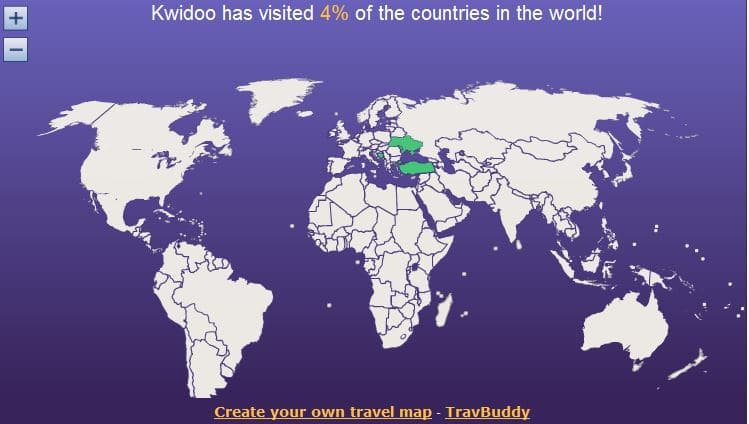 +
Kwidoo has visited 4% of the countries in the world!
−
Create your own travel map - TravBuddy